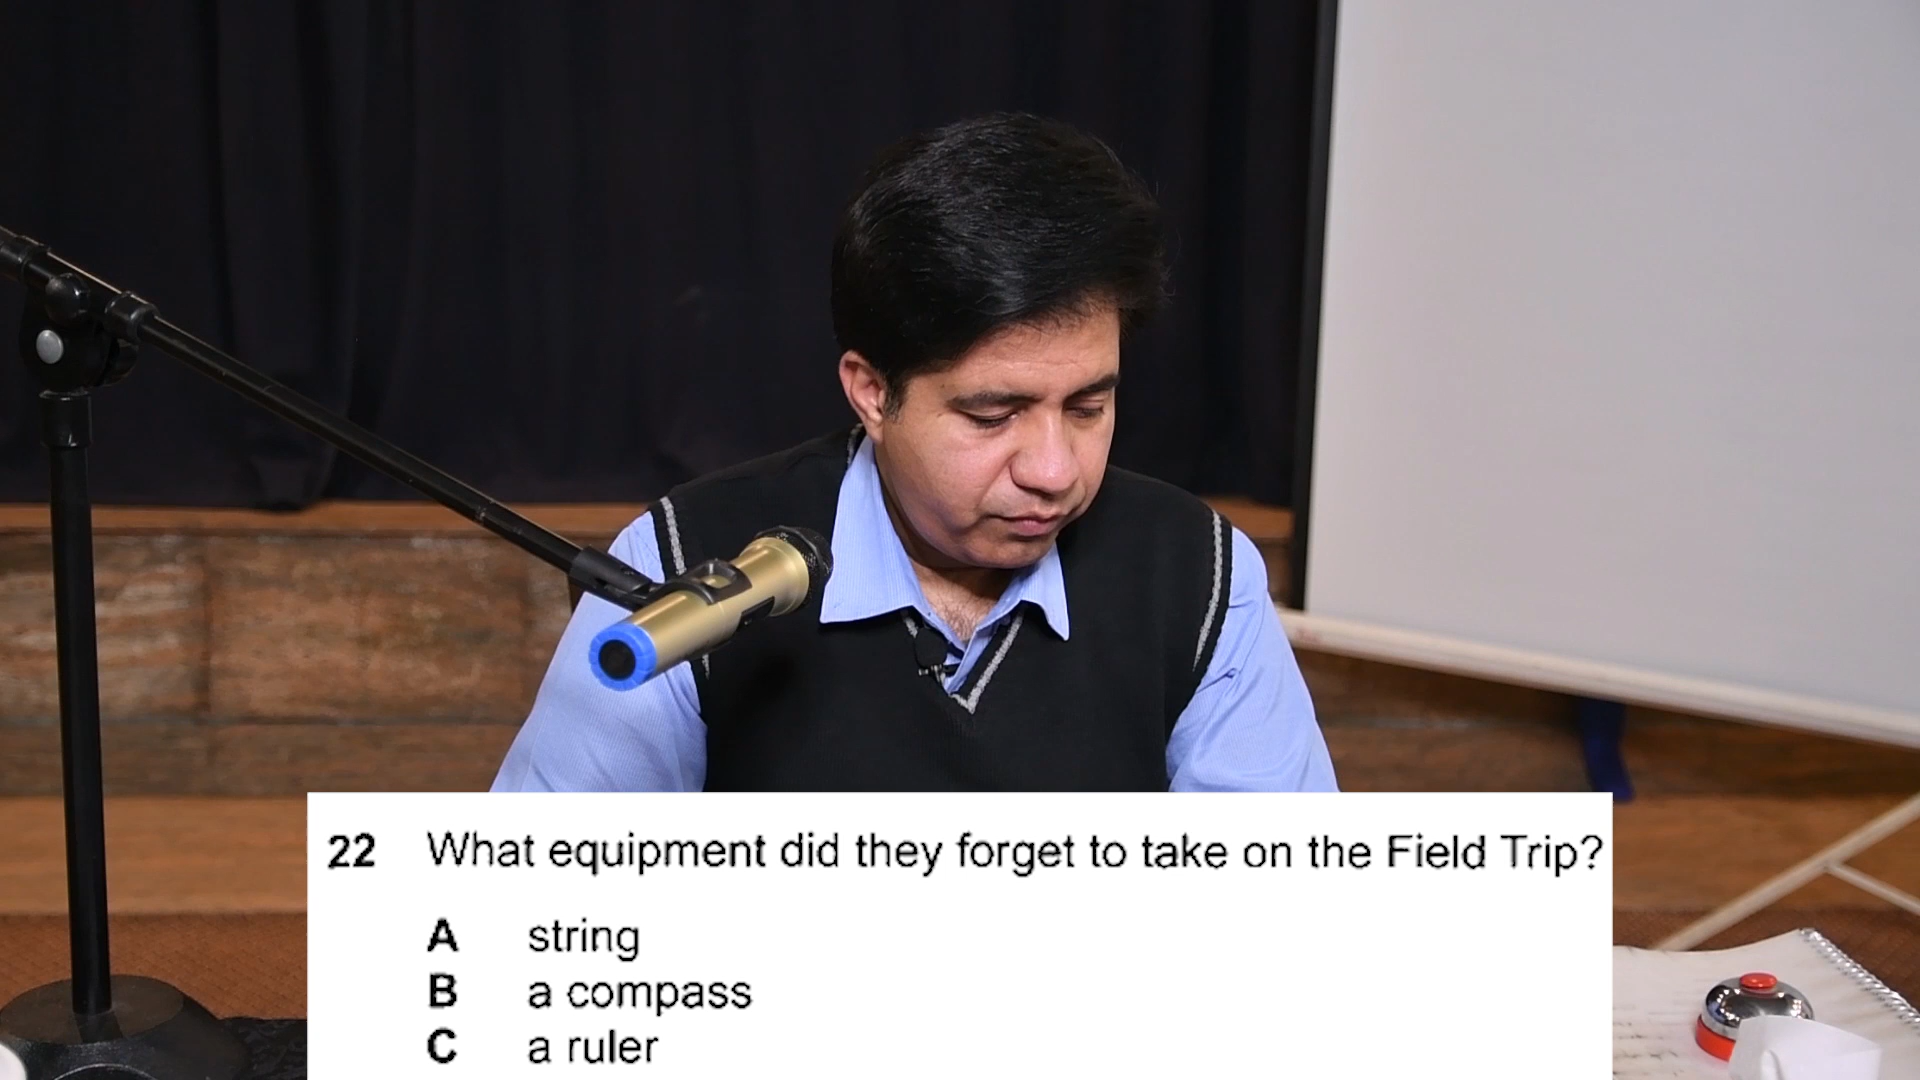 22 What equipment did they forget to take on the Field Trip?
A string
B a compass
C a ruler